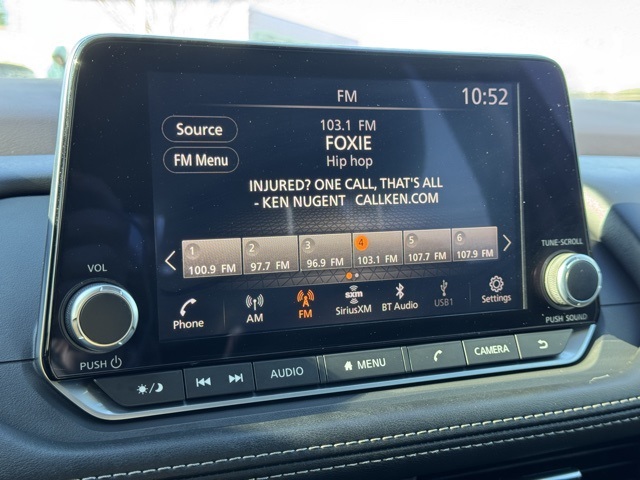 FM
10:52
Source
103.1 FM
FOXIE
FM Menu
Hip hop
INJURED? ONE CALL, THAT'S ALL
- KEN NUGENT CALLKEN.COM
1 2 3 4 5 6
100.9 FM 97.7 FM 96.9 FM 103.1 FM 107.7 FM 107.9 FM
Phone AM FM sxm SiriusXM BT Audio USB1 Settings
VOL
PUSH
TUNE·SCROLL
PUSH SOUND
AUDIO MENU CAMERA